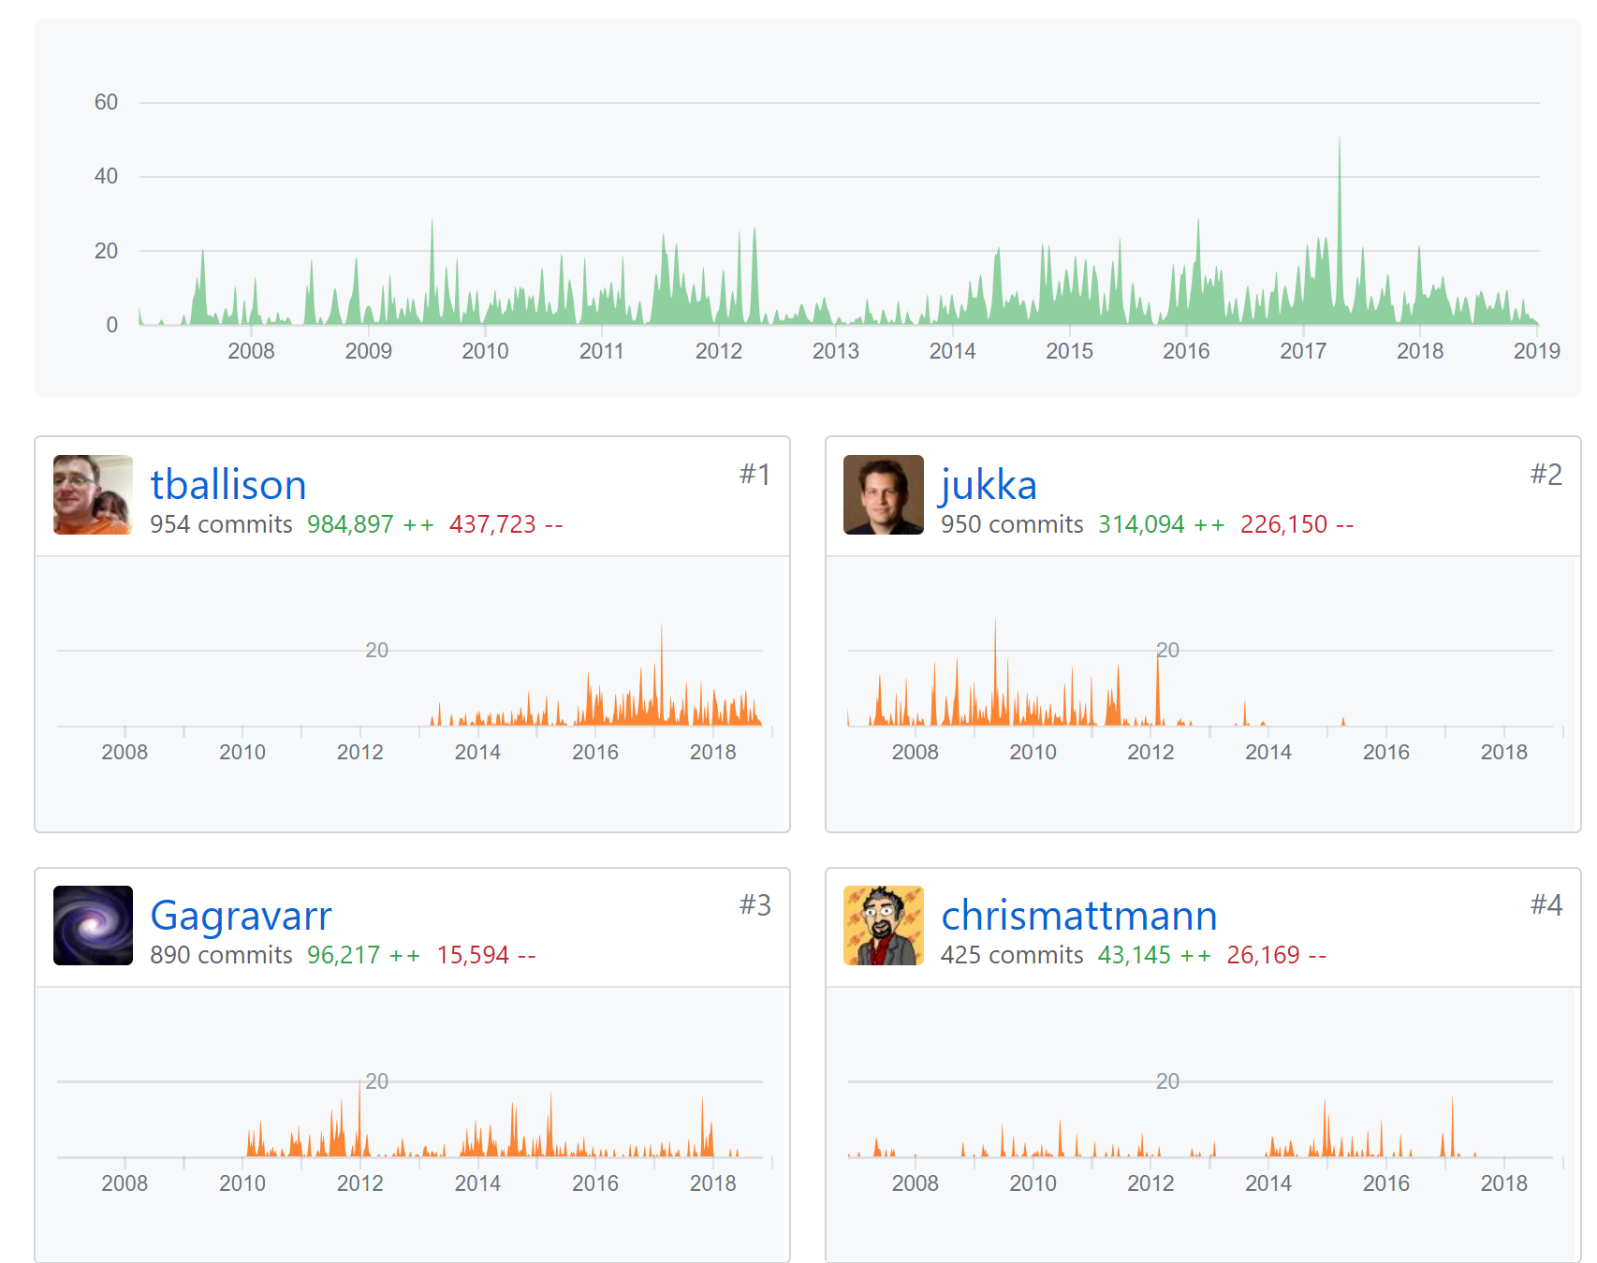 60
40
20
0
2008 2009 2010 2011 2012 2013 2014 2015 2016 2017 2018 2019
tballison #1
954 commits 984,897 ++ 437,723 --
20
2008 2010 2012 2014 2016 2018
jukka #2
950 commits 314,094 ++ 226,150 --
20
2008 2010 2012 2014 2016 2018
Gagravarr #3
890 commits 96,217 ++ 15,594 --
20
2008 2010 2012 2014 2016 2018
chrismattmann #4
425 commits 43,145 ++ 26,169 --
20
2008 2010 2012 2014 2016 2018